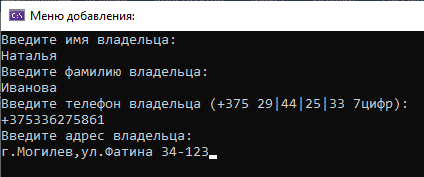 Меню добавления:
Введите имя владельца:
Наталья
Введите фамилию владельца:
Иванова
Введите телефон владельца (+375 29|44|25|33 7цифр):
+375336275861
Введите адрес владельца:
г.Могилев,ул.Фатина 34-123